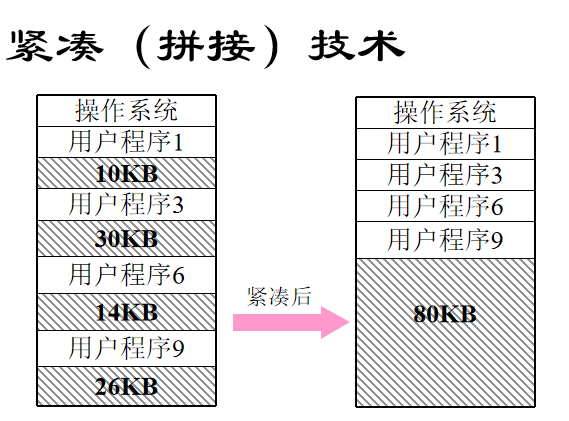 紧凑（拼接）技术
操作系统
用户程序1
10KB
用户程序3
30KB
用户程序6
14KB
用户程序9
26KB
紧凑后
操作系统
用户程序1
用户程序3
用户程序6
用户程序9
80KB